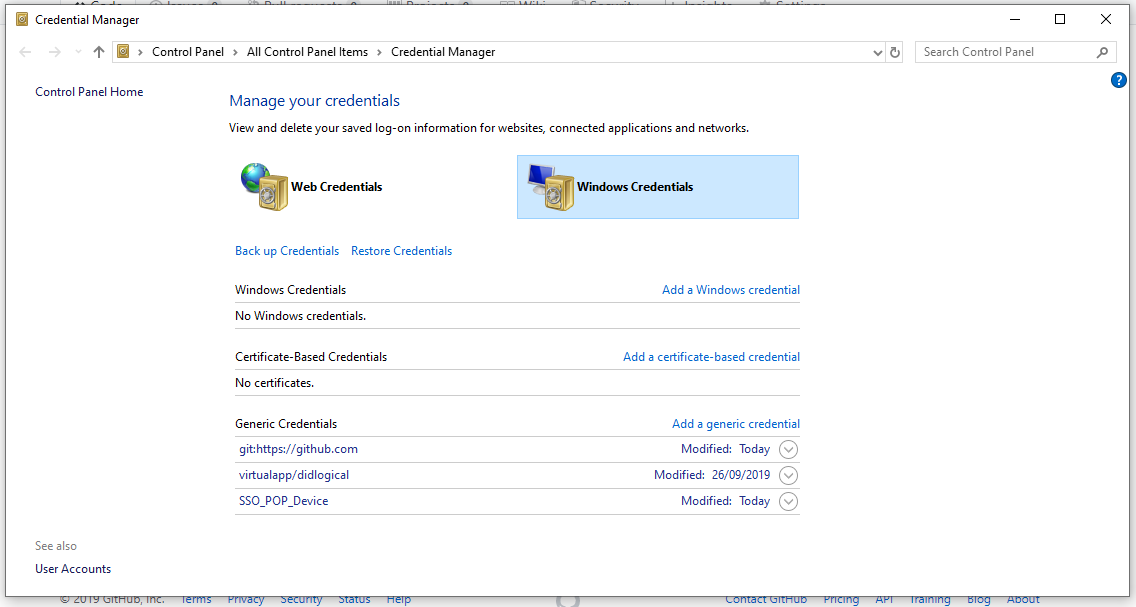 Credential Manager
Control Panel > All Control Panel Items > Credential Manager
Search Control Panel
Control Panel Home
?
Manage your credentials
View and delete your saved log-on information for websites, connected applications and networks.
Web Credentials
Windows Credentials
Back up Credentials Restore Credentials
Windows Credentials Add a Windows credential
No Windows credentials.
Certificate-Based Credentials Add a certificate-based credential
No certificates.
Generic Credentials Add a generic credential
git:https://github.com Modified: Today
virtualapp/didlogical Modified: 26/09/2019
SSO_POP_Device Modified: Today
See also
User Accounts
© 2019 GitHub, Inc. Terms Privacy Security Status Help Contact GitHub Pricing API Training Blog About